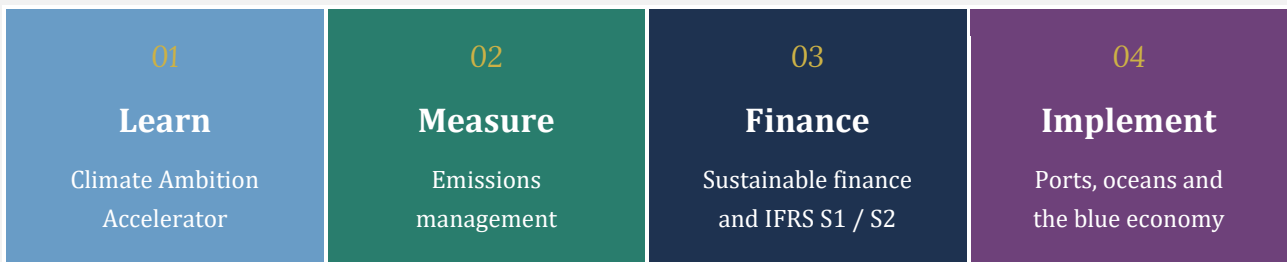 01
Learn
Climate Ambition
Accelerator
02
Measure
Emissions
management
03
Finance
Sustainable finance
and IFRS S1 / S2
04
Implement
Ports, oceans and
the blue economy